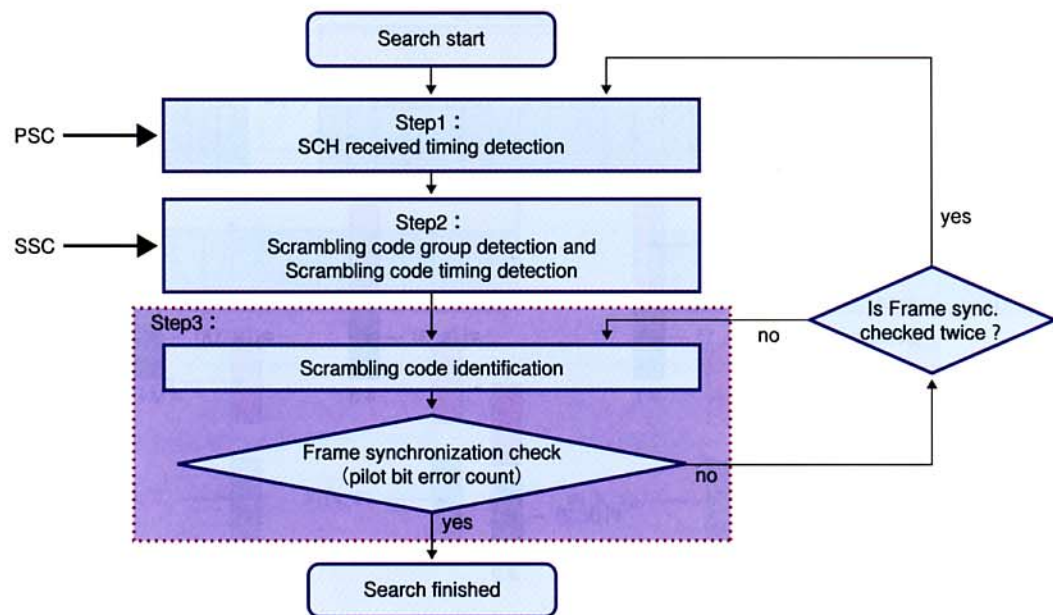 Search start
PSC
Step1：
SCH received timing detection
SSC
Step2：
Scrambling code group detection and
Scrambling code timing detection
yes
Is Frame sync.
checked twice ?
no
Step3：
Scrambling code identification
Frame synchronization check
(pilot bit error count)
no
yes
Search finished